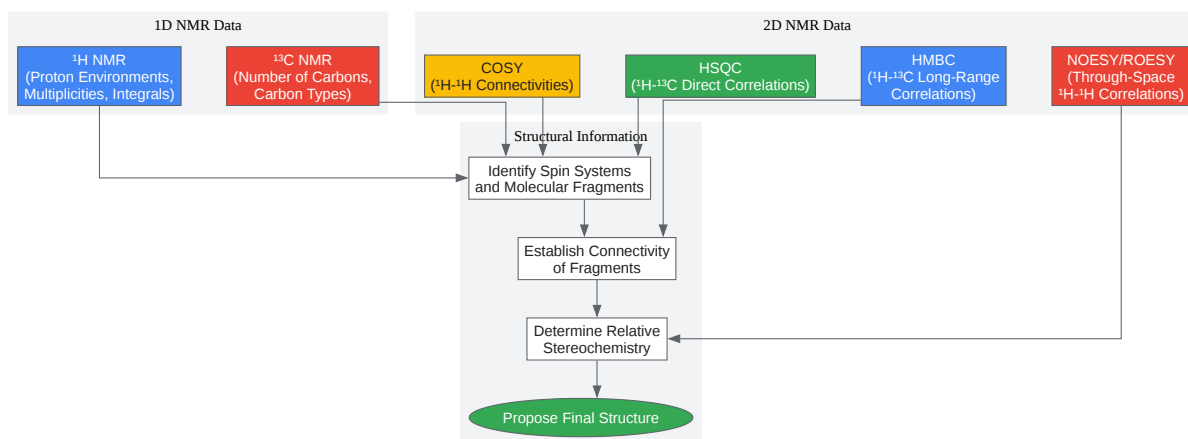 1D NMR Data
¹H NMR
(Proton Environments,
Multiplicities, Integrals)
¹³C NMR
(Number of Carbons,
Carbon Types)
2D NMR Data
COSY
(¹H-¹H Connectivities)
HSQC
(¹H-¹³C Direct Correlations)
HMBC
(¹H-¹³C Long-Range
Correlations)
NOESY/ROESY
(Through-Space
¹H-¹H Correlations)
Structural Information
Identify Spin Systems
and Molecular Fragments
Establish Connectivity
of Fragments
Determine Relative
Stereochemistry
Propose Final Structure